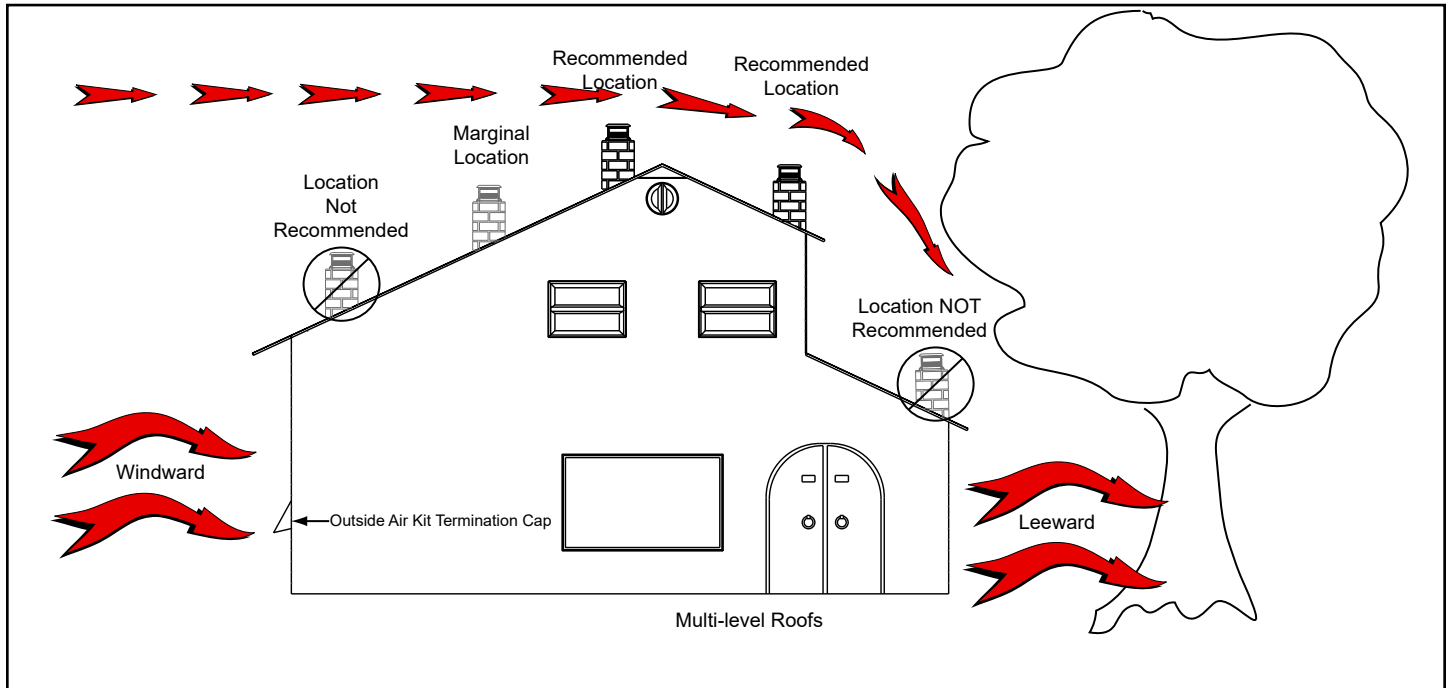 Recommended
Location
Recommended
Location
Marginal
Location
Location
Not
Recommended
Location NOT
Recommended
Windward
Outside Air Kit Termination Cap
Leeward
Multi-level Roofs